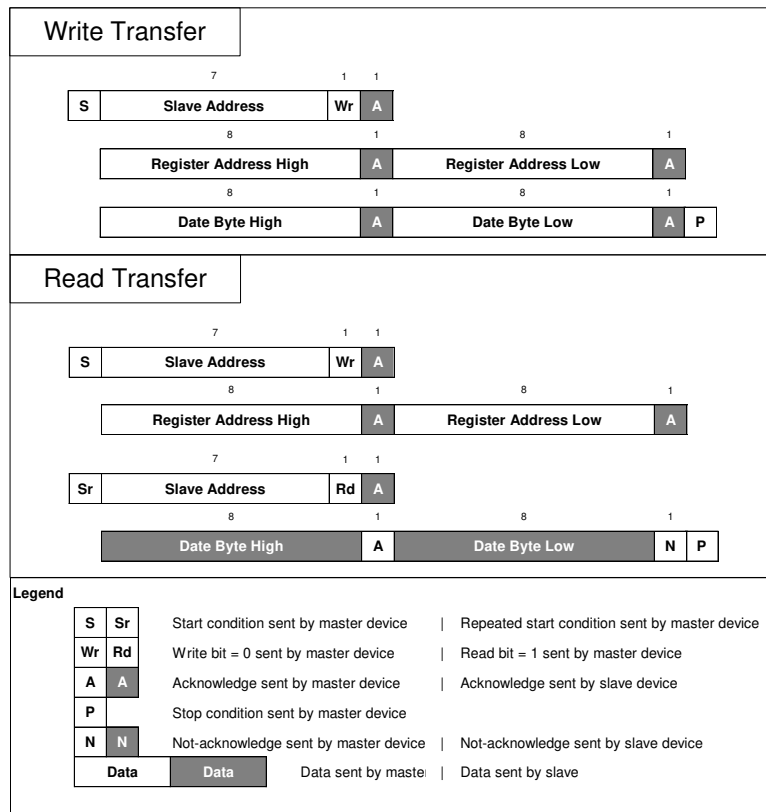 Write Transfer
7 1 1
S Slave Address Wr A
8 1 8 1
Register Address High A Register Address Low A
8 1 8 1
Date Byte High A Date Byte Low A P
Read Transfer
7 1 1
S Slave Address Wr A
8 1 8 1
Register Address High A Register Address Low A
7 1 1
Sr Slave Address Rd A
8 1 8 1
Date Byte High A Date Byte Low N P
Legend
S Sr Start condition sent by master device | Repeated start condition sent by master device
Wr Rd Write bit = 0 sent by master device | Read bit = 1 sent by master device
A A Acknowledge sent by master device | Acknowledge sent by slave device
P Stop condition sent by master device
N N Not-acknowledge sent by master device | Not-acknowledge sent by slave device
Data Data Data sent by maste | Data sent by slave